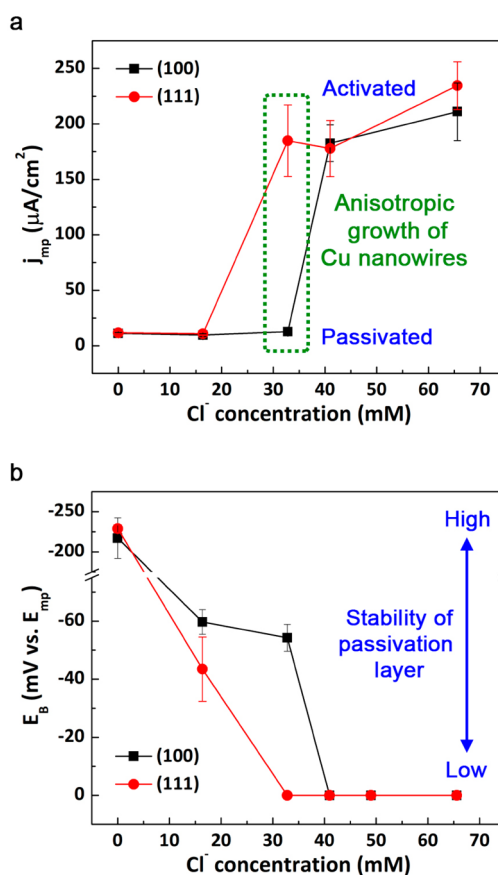 a
(100)
(111)
Activated
Anisotropic
growth of
Cu nanowires
Passivated
250
200
150
100
50
0
j_mp (μA/cm²)
0 10 20 30 40 50 60 70
Cl⁻ concentration (mM)
b
-250
-200
-60
-40
-20
0
E_B (mV vs. E_mp)
High
Stability of
passivation
layer
Low
(100)
(111)
0 10 20 30 40 50 60 70
Cl⁻ concentration (mM)